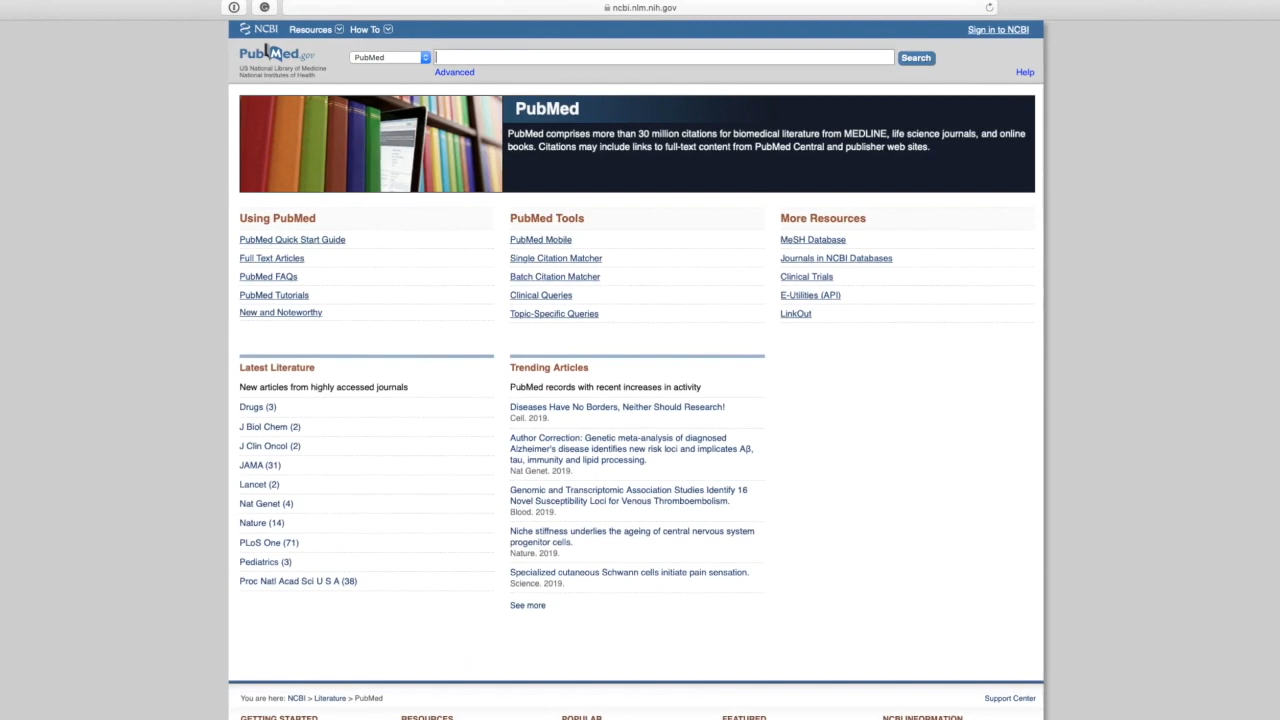 ncbi.nlm.nih.gov
NCBI Resources How To Sign in to NCBI
PubMed.gov
US National Library of Medicine
National Institutes of Health
PubMed Search
Advanced Help
PubMed
PubMed comprises more than 30 million citations for biomedical literature from MEDLINE, life science journals, and online
books. Citations may include links to full-text content from PubMed Central and publisher web sites.
Using PubMed
PubMed Quick Start Guide
Full Text Articles
PubMed FAQs
PubMed Tutorials
New and Noteworthy
PubMed Tools
PubMed Mobile
Single Citation Matcher
Batch Citation Matcher
Clinical Queries
Topic-Specific Queries
More Resources
MeSH Database
Journals in NCBI Databases
Clinical Trials
E-Utilities (API)
LinkOut
Latest Literature
New articles from highly accessed journals
Drugs (3)
J Biol Chem (2)
J Clin Oncol (2)
JAMA (31)
Lancet (2)
Nat Genet (4)
Nature (14)
PLoS One (71)
Pediatrics (3)
Proc Natl Acad Sci U S A (38)
Trending Articles
PubMed records with recent increases in activity
Diseases Have No Borders, Neither Should Research!
Cell. 2019.
Author Correction: Genetic meta-analysis of diagnosed
Alzheimer's disease identifies new risk loci and implicates Aβ,
tau, immunity and lipid processing.
Nat Genet. 2019.
Genomic and Transcriptomic Association Studies Identify 16
Novel Susceptibility Loci for Venous Thromboembolism.
Blood. 2019.
Niche stiffness underlies the ageing of central nervous system
progenitor cells.
Nature. 2019.
Specialized cutaneous Schwann cells initiate pain sensation.
Science. 2019.
See more
You are here: NCBI > Literature > PubMed Support Center
GETTING STARTED RESOURCES POPULAR FEATURED NCBI INFORMATION